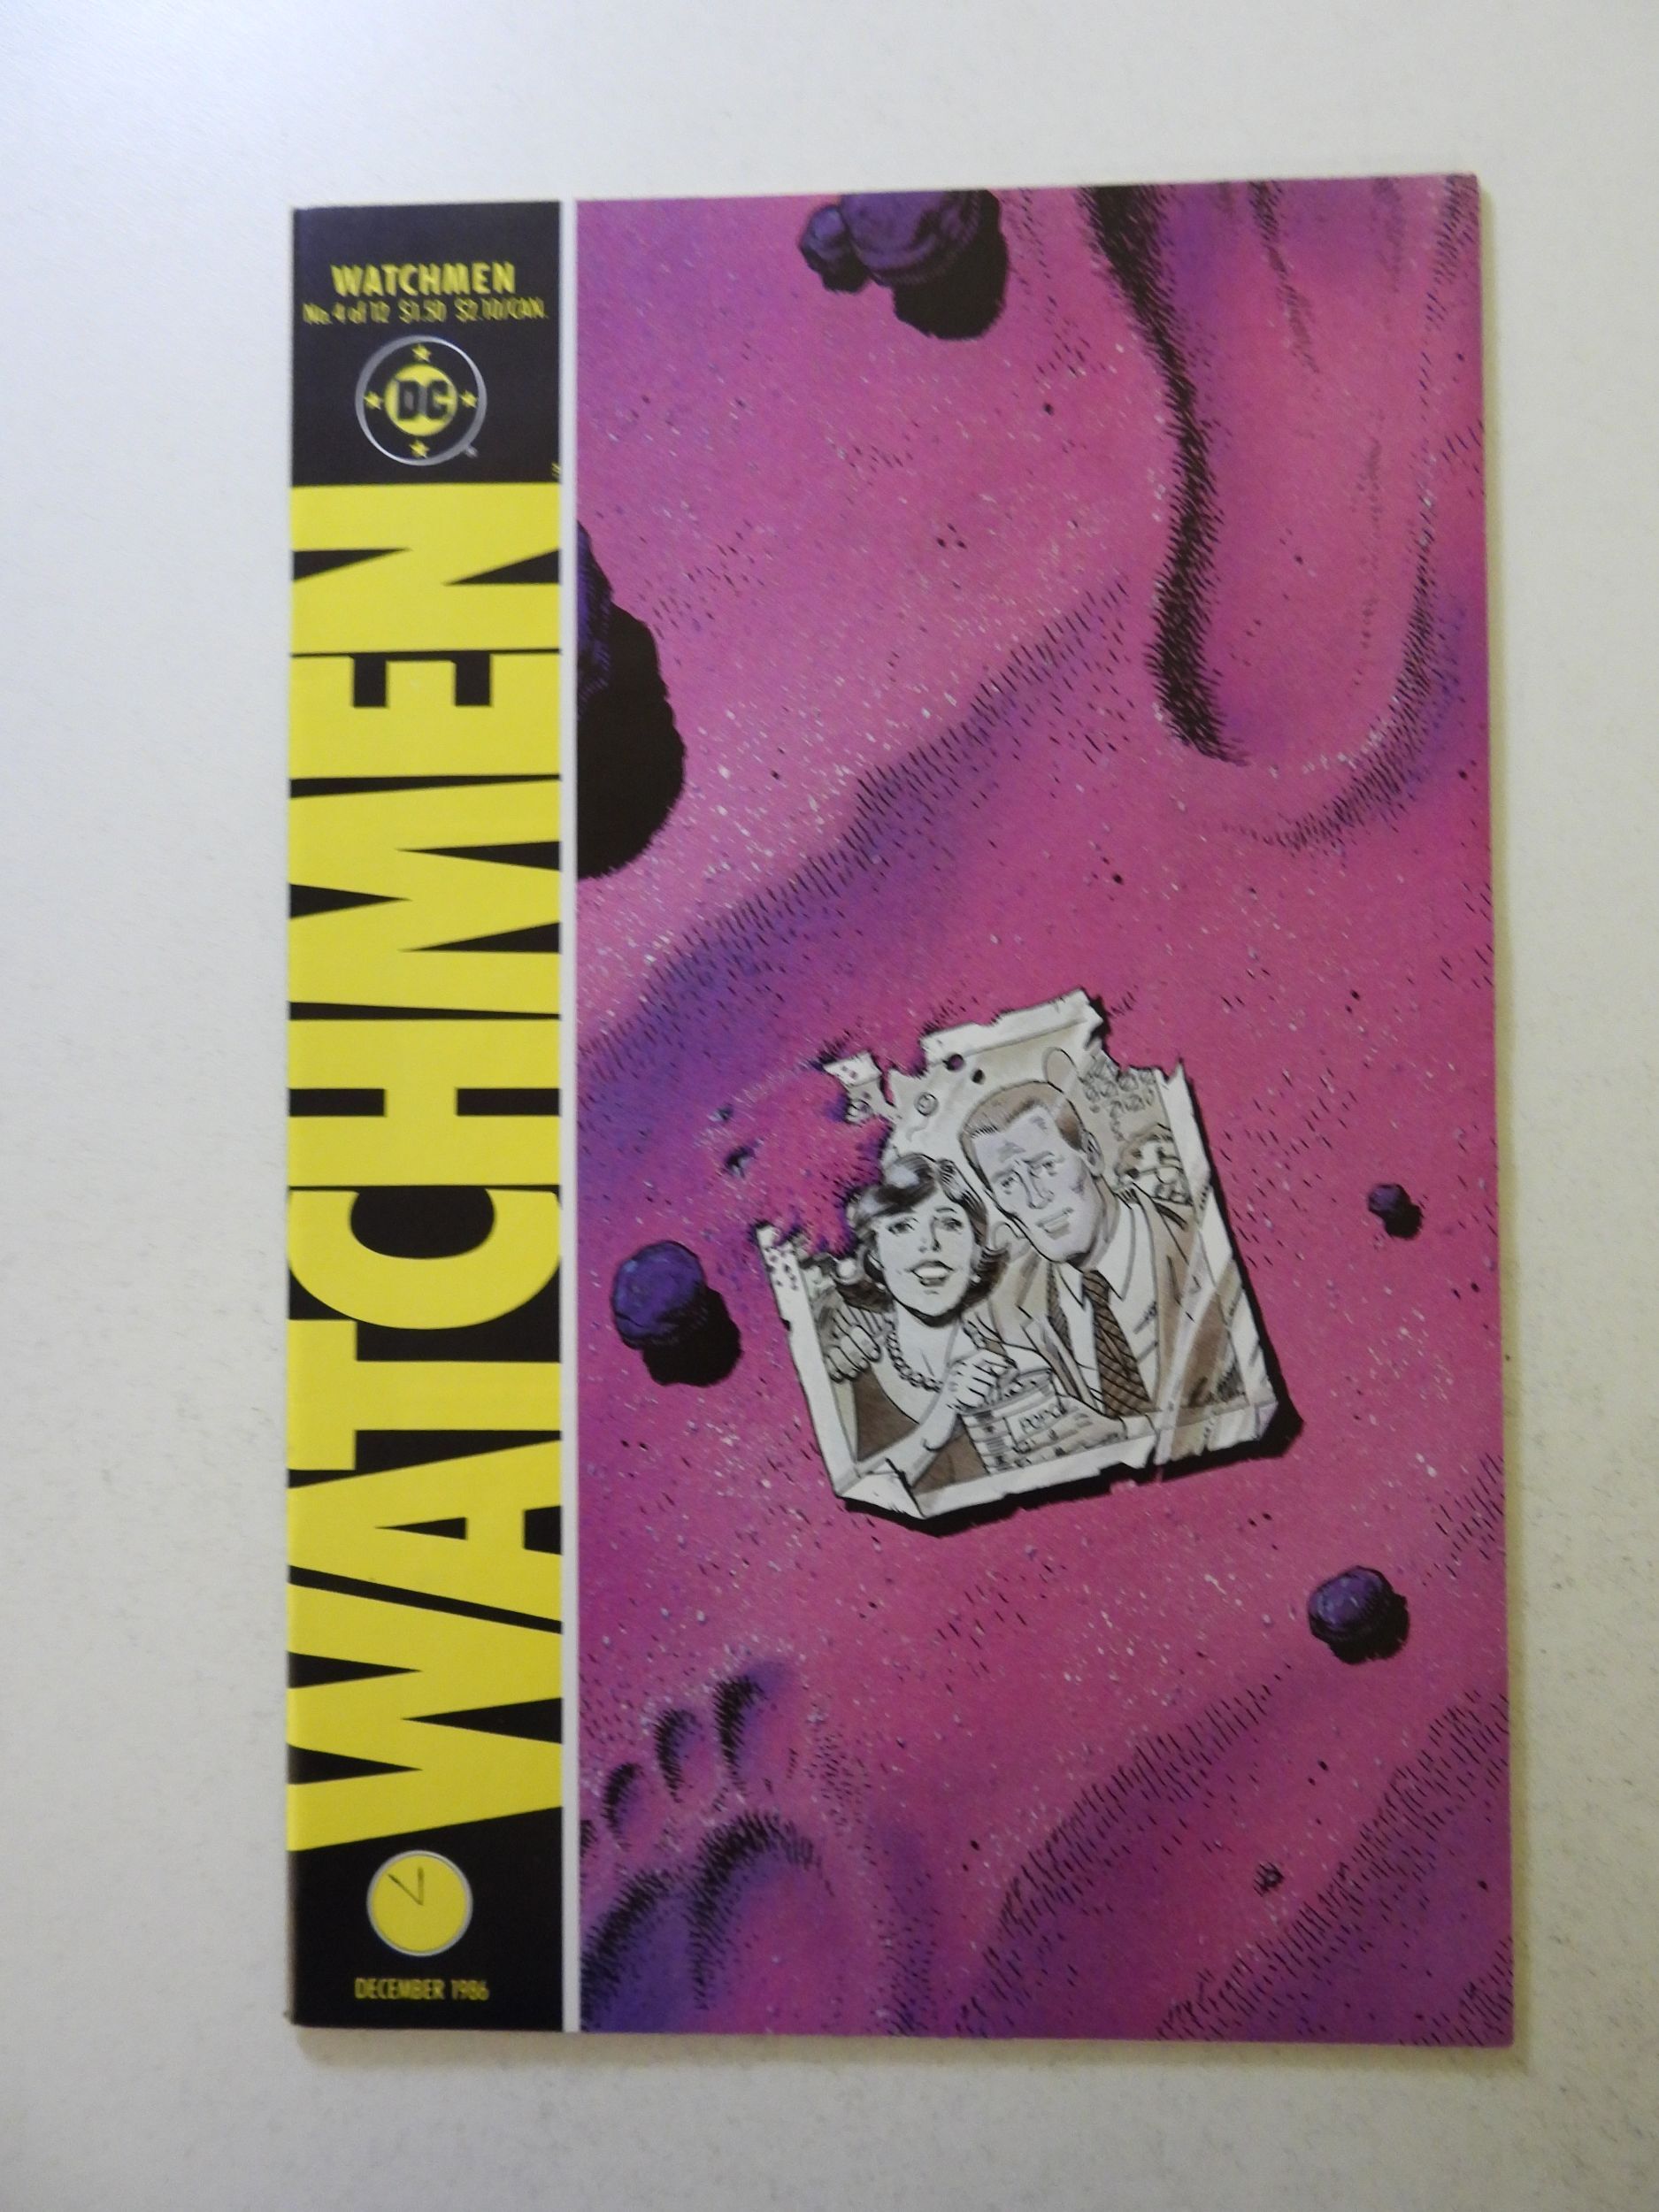 WATCHMEN
No. 4 of 12 $1.50 $2.10/CAN.
DC
WATCHMEN
DECEMBER 1986